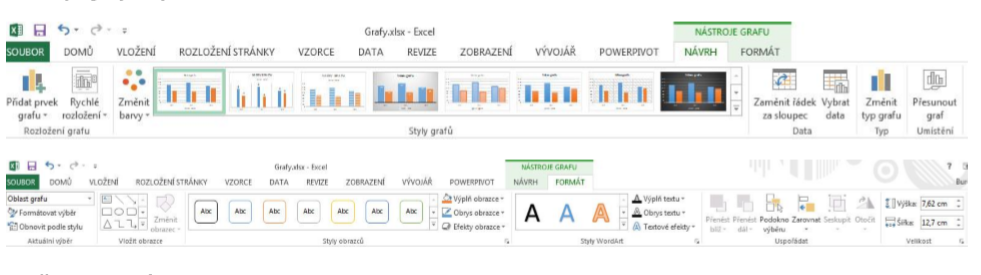 Grafy.xlsx - Excel
NÁSTROJE GRAFU
SOUBOR DOMŮ VLOŽENÍ ROZLOŽENÍ STRÁNKY VZORCE DATA REVIZE ZOBRAZENÍ VÝVOJÁŘ POWERPIVOT NÁVRH FORMÁT
Přidat prvek Rychlé Změnit Zaměnit řádek Vybrat Změnit Přesunout
grafu rozložení barvy za sloupec data typ grafu graf
Rozložení grafu Styly grafů Data Typ Umístění
Grafy.xlsx - Excel NÁSTROJE GRAFU ?
SOUBOR DOMŮ VLOŽENÍ ROZLOŽENÍ STRÁNKY VZORCE DATA REVIZE ZOBRAZENÍ VÝVOJÁŘ POWERPIVOT NÁVRH FORMÁT Bur
Oblast grafu Výplň obrazce Výplň textu Výška: 7,62 cm
Formátovat výběr Změnit Abc Abc Abc Abc Abc Abc Obrys obrazce A A A Obrys textu Přenést Přenést Podokno Zarovnat Seskupit Otočit
Obnovit podle stylu obrazec Efekty obrazce Textové efekty blíž dál výběru Šířka: 12,7 cm
Aktuální výběr Vložit obrazce Styly obrazců Styly WordArt Uspořádat Velikost